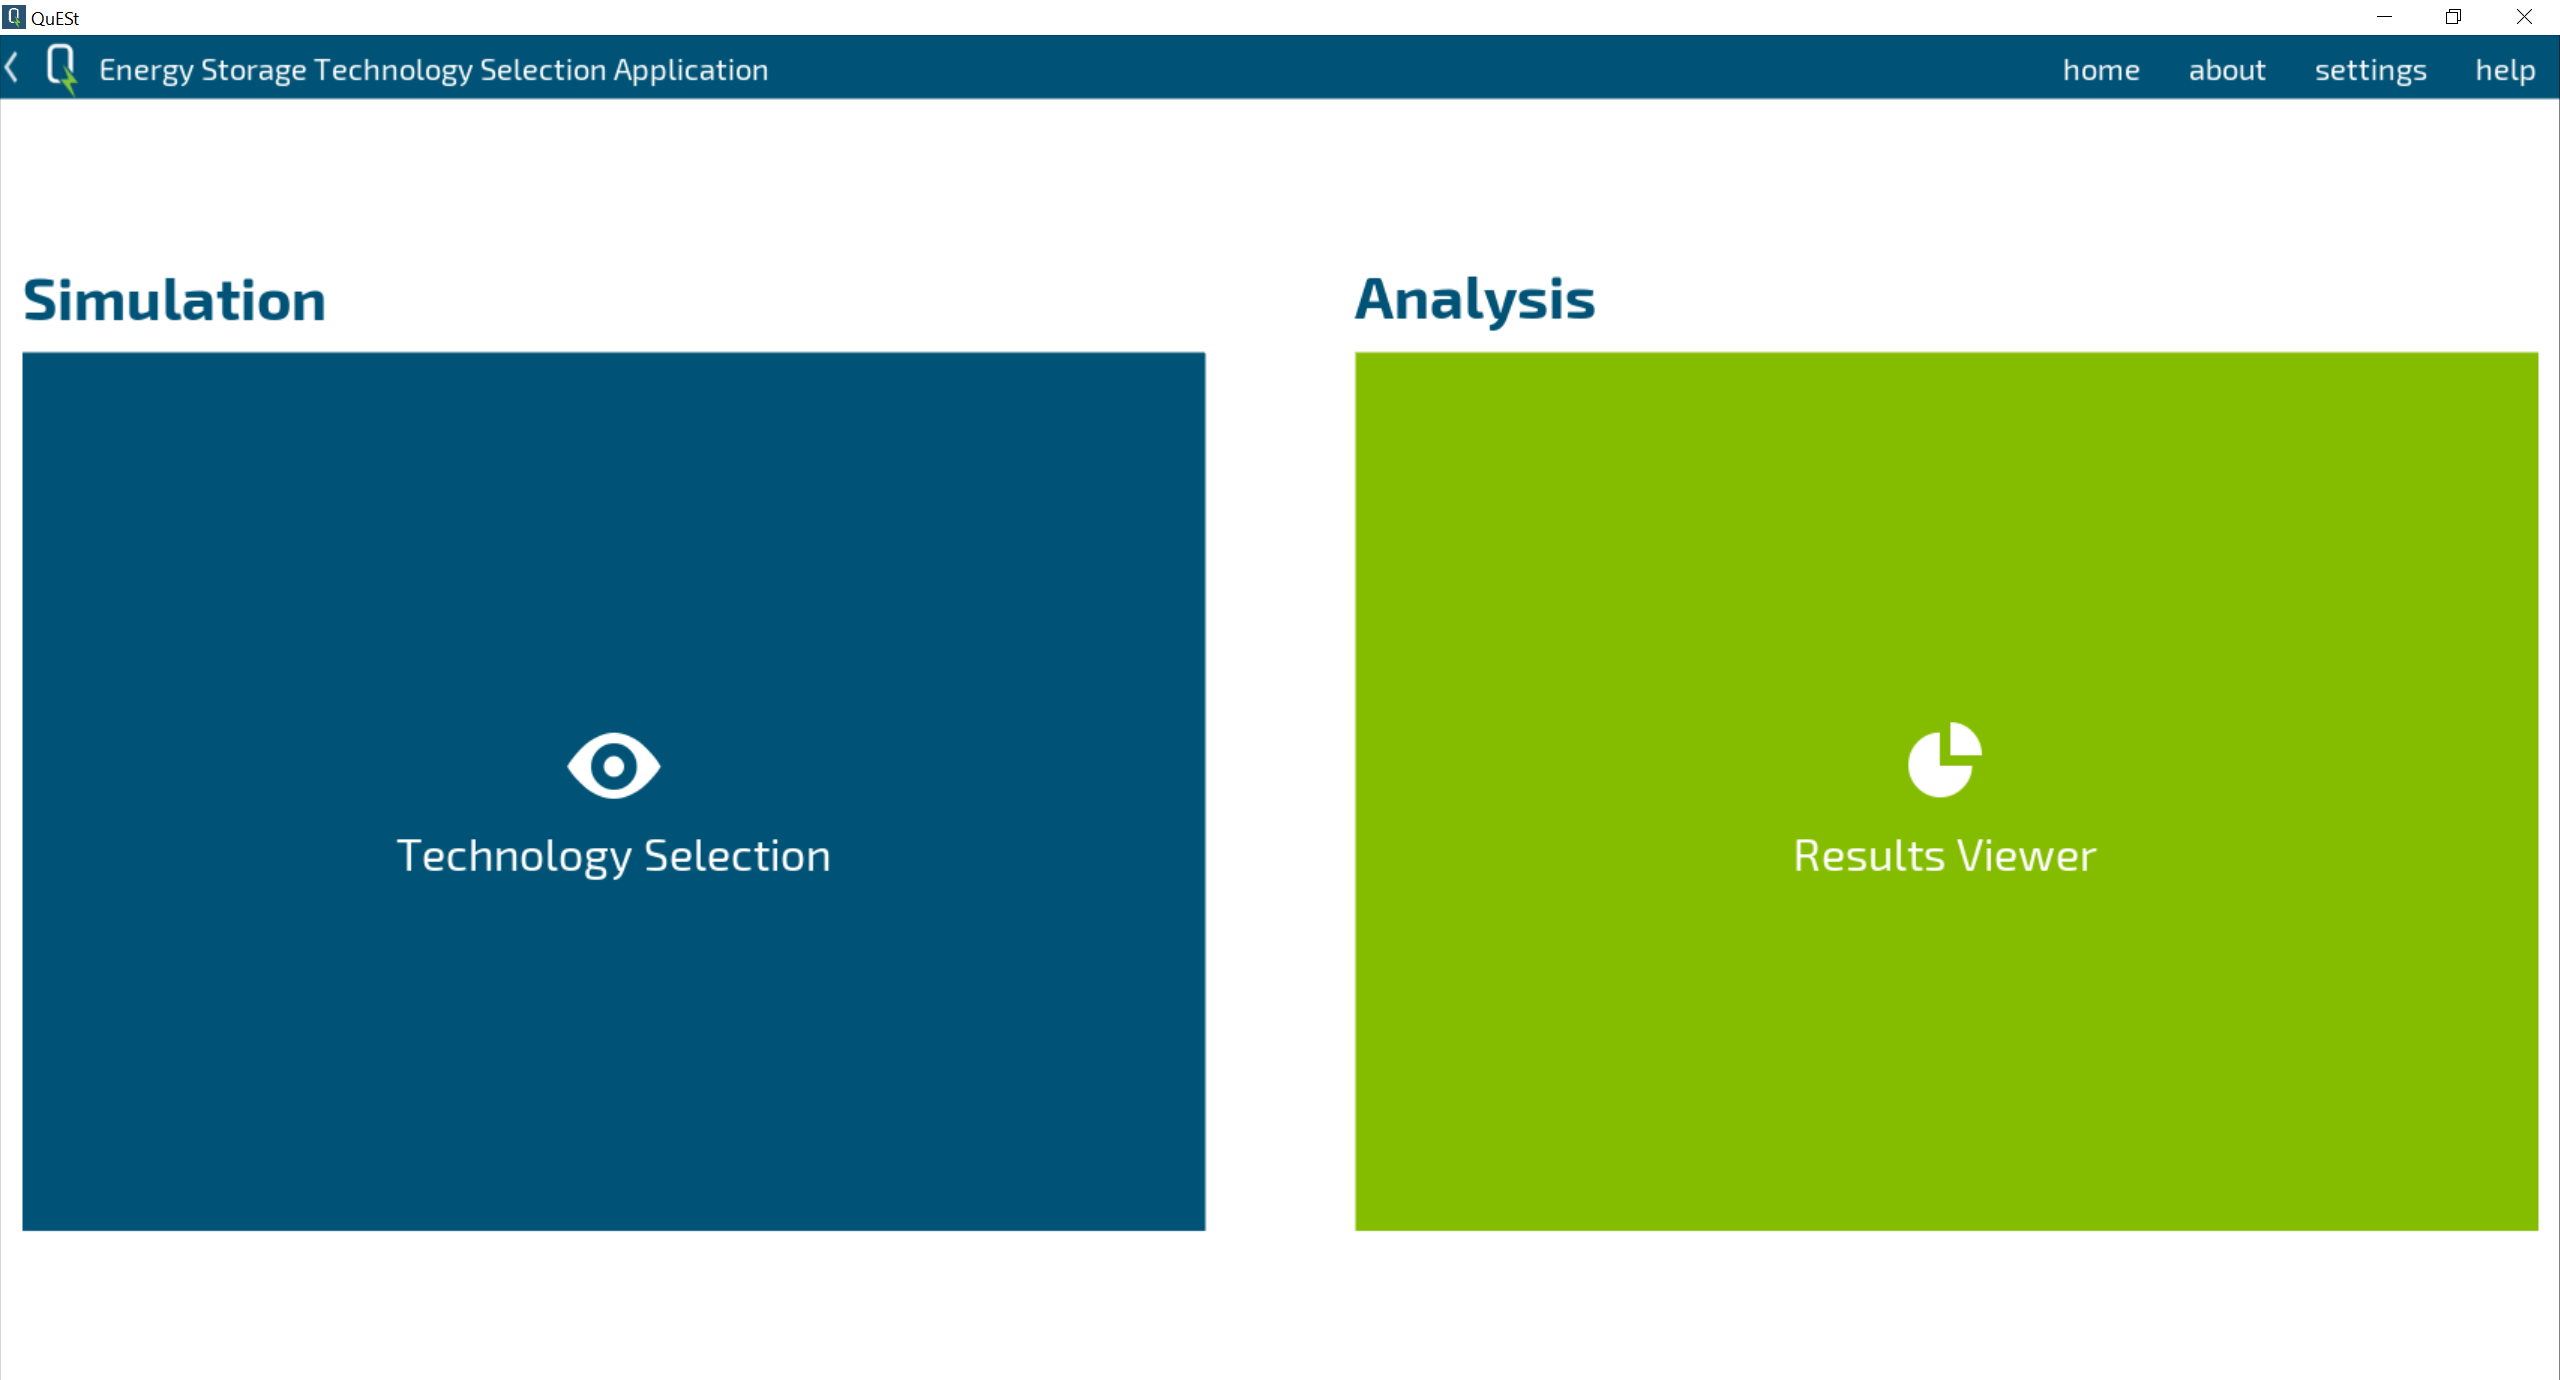 QuESt
Energy Storage Technology Selection Application
home about settings help
Simulation
Analysis
Technology Selection
Results Viewer